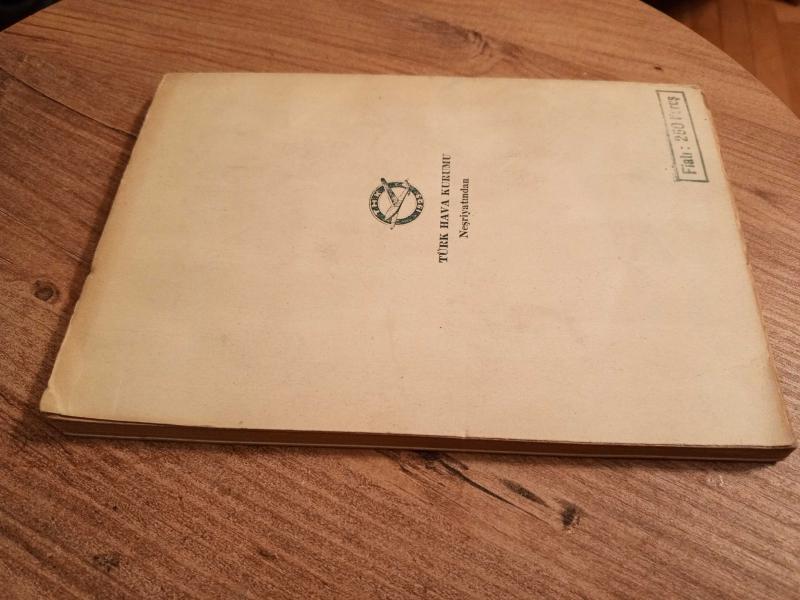 TÜRK HAVA KURUMU
Neşriyatından
Fiatı: 250 Kuruş